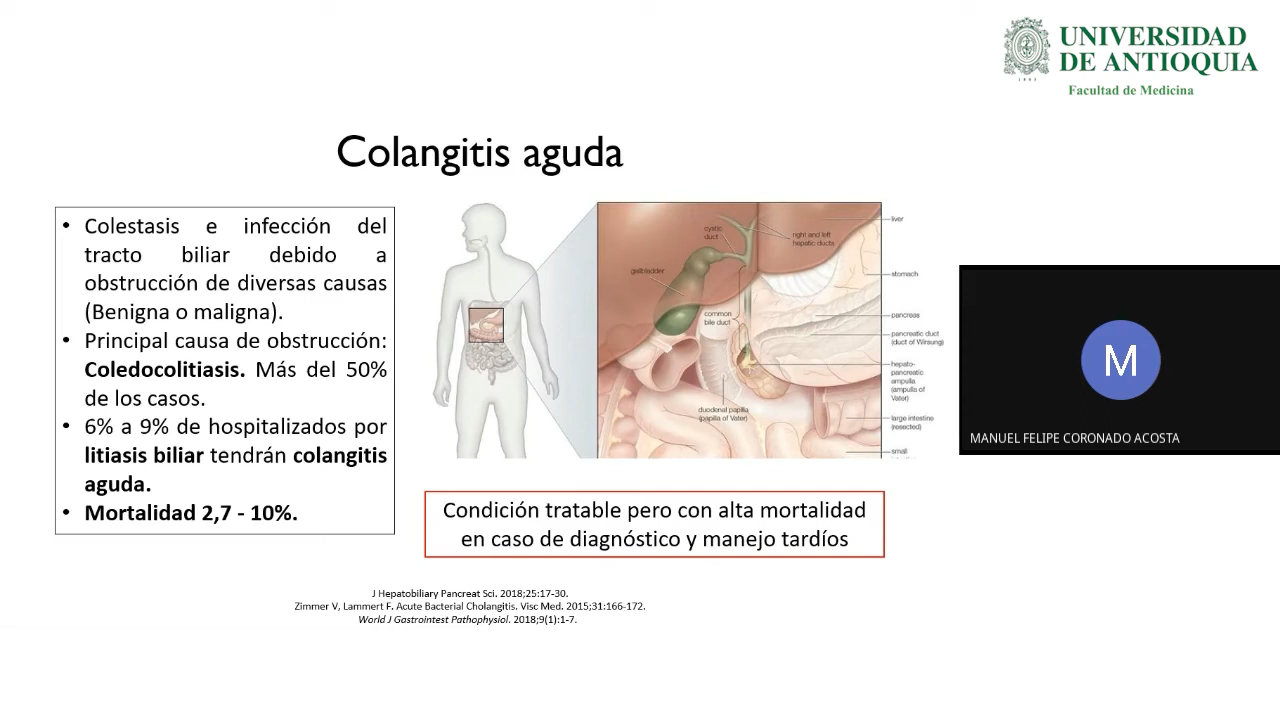 UNIVERSIDAD
DE ANTIOQUIA
1803
Facultad de Medicina
Colangitis aguda
• Colestasis e infección del
tracto biliar debido a
obstrucción de diversas causas
(Benigna o maligna).
• Principal causa de obstrucción:
Coledocolitiasis. Más del 50%
de los casos.
• 6% a 9% de hospitalizados por
litiasis biliar tendrán colangitis
aguda.
• Mortalidad 2,7 - 10%.
cystic
duct
right and left
hepatic ducts
gallbladder
common
bile duct
duodenal papilla
(papilla of Vater)
liver
stomach
pancreas
pancreatic duct
(duct of Wirsung)
hepato-
pancreatic
ampulla
(ampulla of
Vater)
large intestine
(resected)
small
Condición tratable pero con alta mortalidad
en caso de diagnóstico y manejo tardíos
J Hepatobiliary Pancreat Sci. 2018;25:17-30.
Zimmer V, Lammert F. Acute Bacterial Cholangitis. Visc Med. 2015;31:166-172.
World J Gastrointest Pathophysiol. 2018;9(1):1-7.
M
MANUEL FELIPE CORONADO ACOSTA